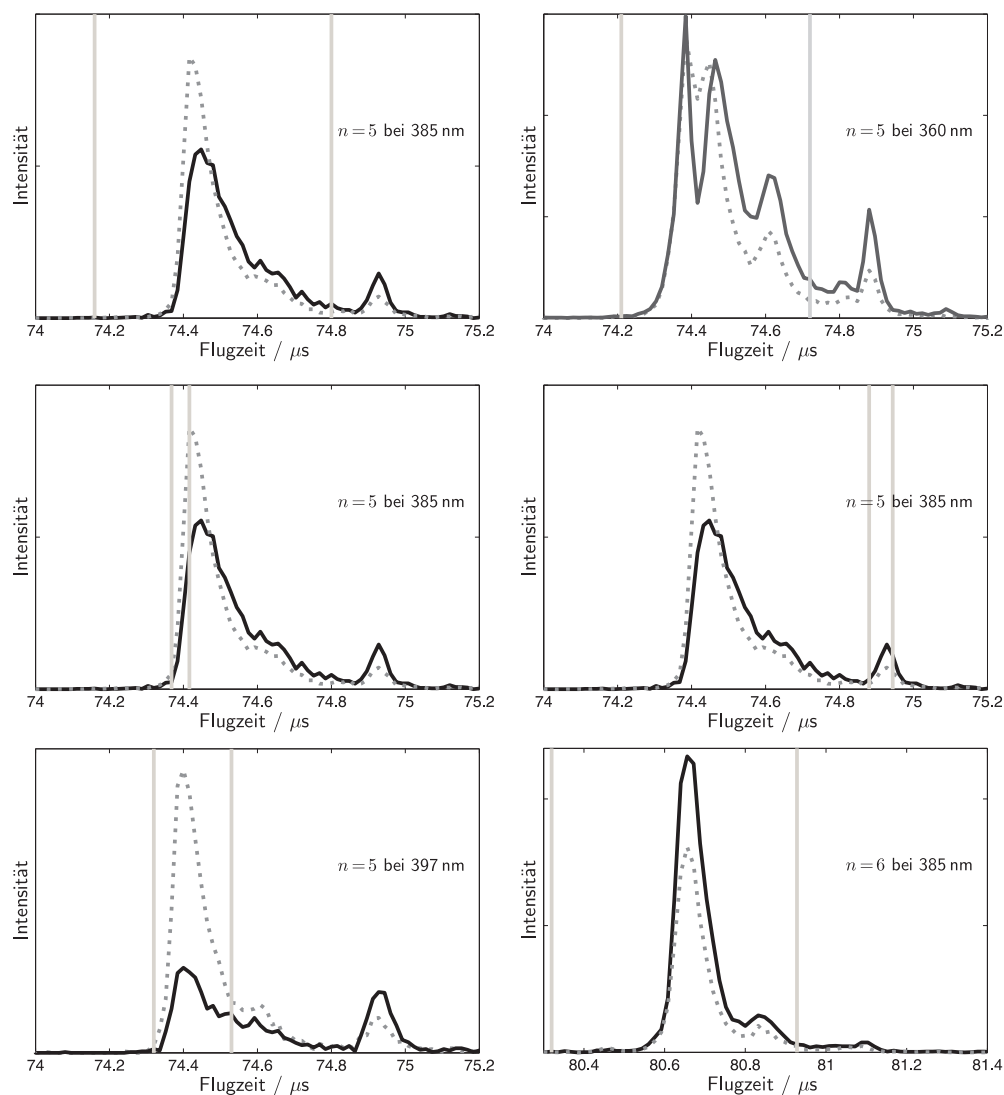 Intensität
n = 5 bei 385 nm
74 74.2 74.4 74.6 74.8 75 75.2
Flugzeit / μs
Intensität
n = 5 bei 360 nm
74 74.2 74.4 74.6 74.8 75 75.2
Flugzeit / μs
Intensität
n = 5 bei 385 nm
74 74.2 74.4 74.6 74.8 75 75.2
Flugzeit / μs
Intensität
n = 5 bei 385 nm
74 74.2 74.4 74.6 74.8 75 75.2
Flugzeit / μs
Intensität
n = 5 bei 397 nm
74 74.2 74.4 74.6 74.8 75 75.2
Flugzeit / μs
Intensität
n = 6 bei 385 nm
80.4 80.6 80.8 81 81.2 81.4
Flugzeit / μs